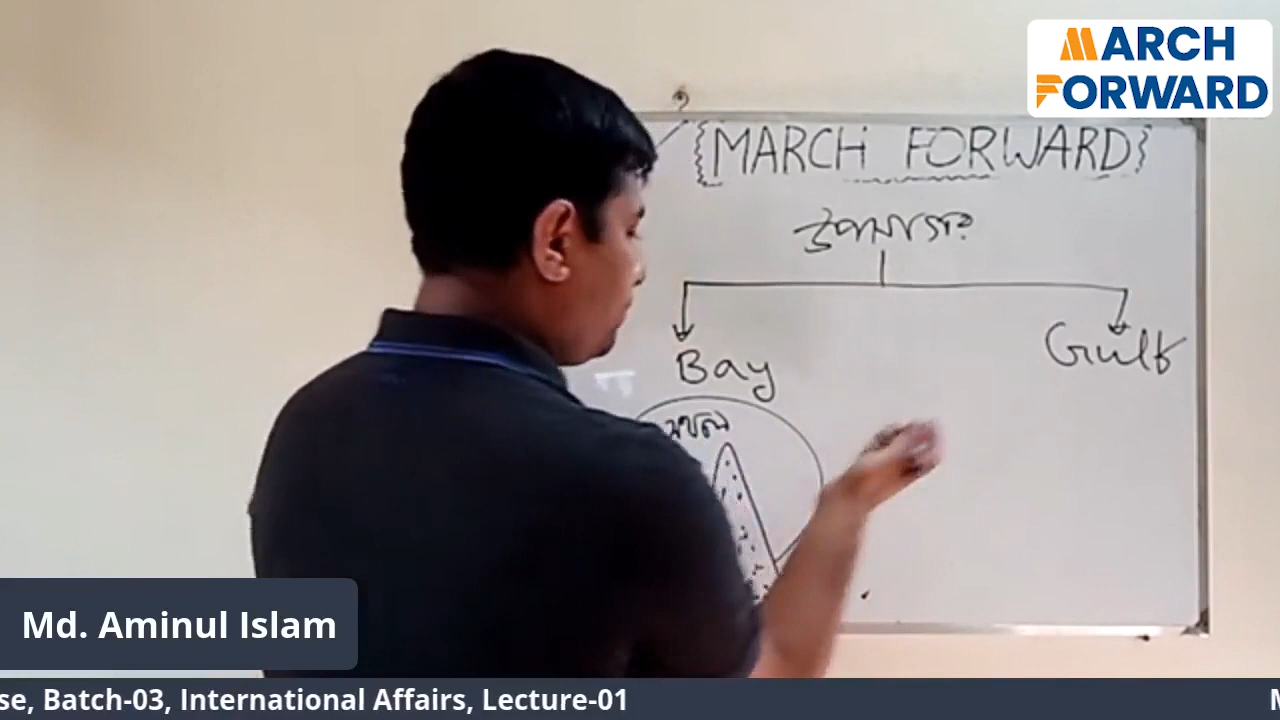 MARCH
FORWARD
{MARCH FORWARD}
উপসাগর
Bay
Gulf
Md. Aminul Islam
se, Batch-03, International Affairs, Lecture-01
M